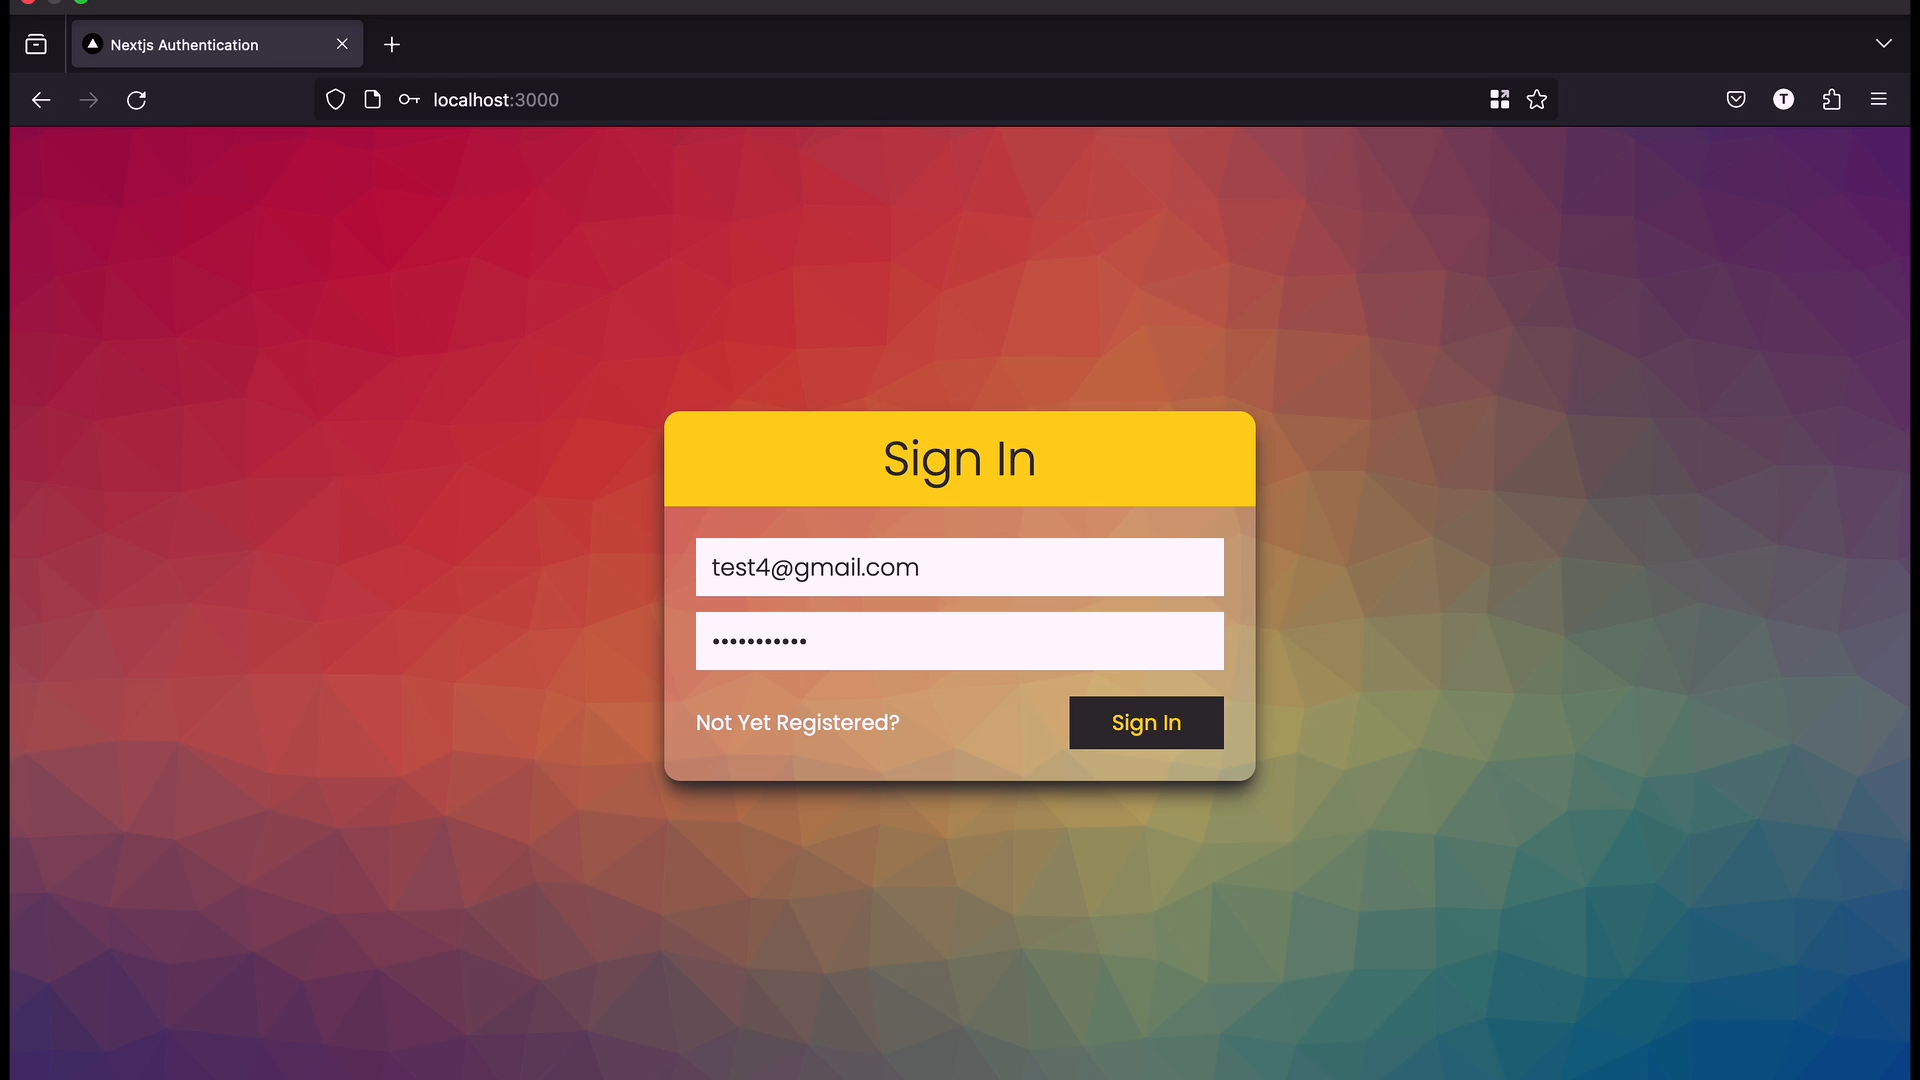 Nextjs Authentication
localhost:3000
T
Sign In
test4@gmail.com
•••••••••••
Not Yet Registered?
Sign In